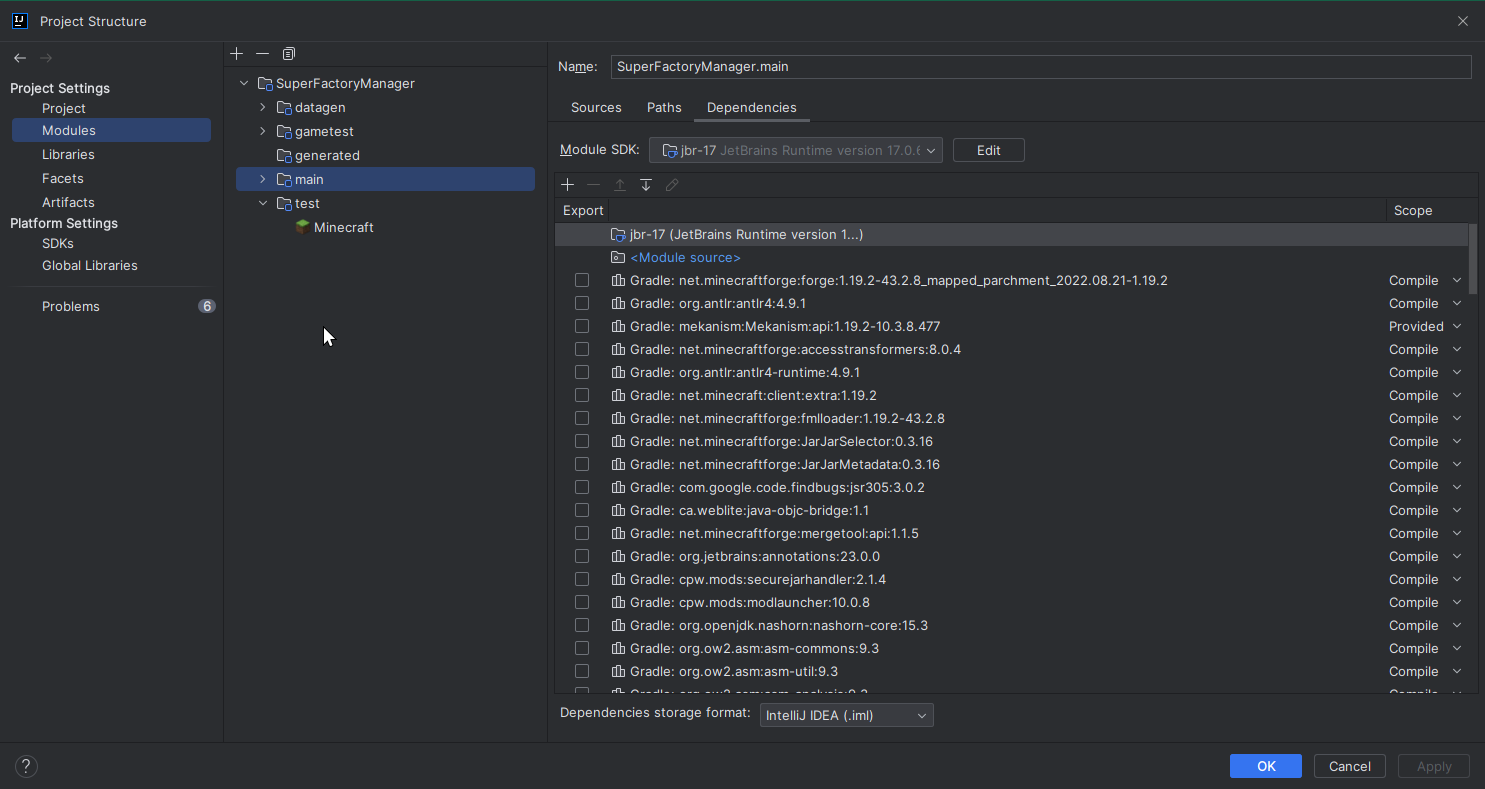 Project Structure
Project Settings
Project
Modules
Libraries
Facets
Artifacts
Platform Settings
SDKs
Global Libraries
Problems 6
SuperFactoryManager
datagen
gametest
generated
main
test
Minecraft
Name: SuperFactoryManager.main
Sources Paths Dependencies
Module SDK: jbr-17 JetBrains Runtime version 17.0.6 Edit
Export Scope
jbr-17 (JetBrains Runtime version 1...)
<Module source>
Gradle: net.minecraftforge:forge:1.19.2-43.2.8_mapped_parchment_2022.08.21-1.19.2 Compile
Gradle: org.antlr:antlr4:4.9.1 Compile
Gradle: mekanism:Mekanism:api:1.19.2-10.3.8.477 Provided
Gradle: net.minecraftforge:accesstransformers:8.0.4 Compile
Gradle: org.antlr:antlr4-runtime:4.9.1 Compile
Gradle: net.minecraft:client:extra:1.19.2 Compile
Gradle: net.minecraftforge:fmlloader:1.19.2-43.2.8 Compile
Gradle: net.minecraftforge:JarJarSelector:0.3.16 Compile
Gradle: net.minecraftforge:JarJarMetadata:0.3.16 Compile
Gradle: com.google.code.findbugs:jsr305:3.0.2 Compile
Gradle: ca.weblite:java-objc-bridge:1.1 Compile
Gradle: net.minecraftforge:mergetool:api:1.1.5 Compile
Gradle: org.jetbrains:annotations:23.0.0 Compile
Gradle: cpw.mods:securejarhandler:2.1.4 Compile
Gradle: cpw.mods:modlauncher:10.0.8 Compile
Gradle: org.openjdk.nashorn:nashorn-core:15.3 Compile
Gradle: org.ow2.asm:asm-commons:9.3 Compile
Gradle: org.ow2.asm:asm-util:9.3 Compile
Dependencies storage format: IntelliJ IDEA (.iml)
? OK Cancel Apply